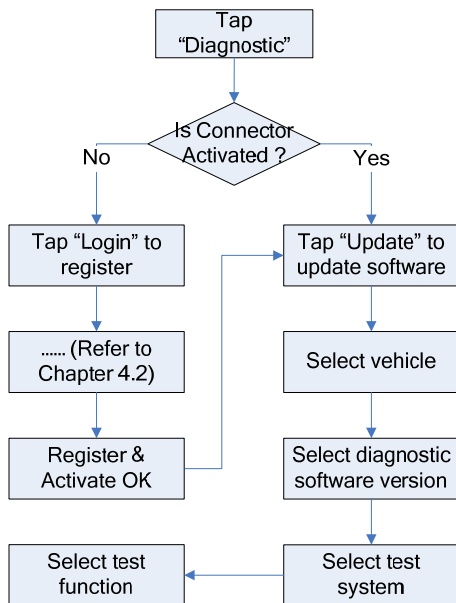 Tap
“Diagnostic”
Is Connector
Activated ?
No
Yes
Tap “Login” to
register
Tap “Update” to
update software
...... (Refer to
Chapter 4.2)
Select vehicle
Register &
Activate OK
Select diagnostic
software version
Select test
function
Select test
system